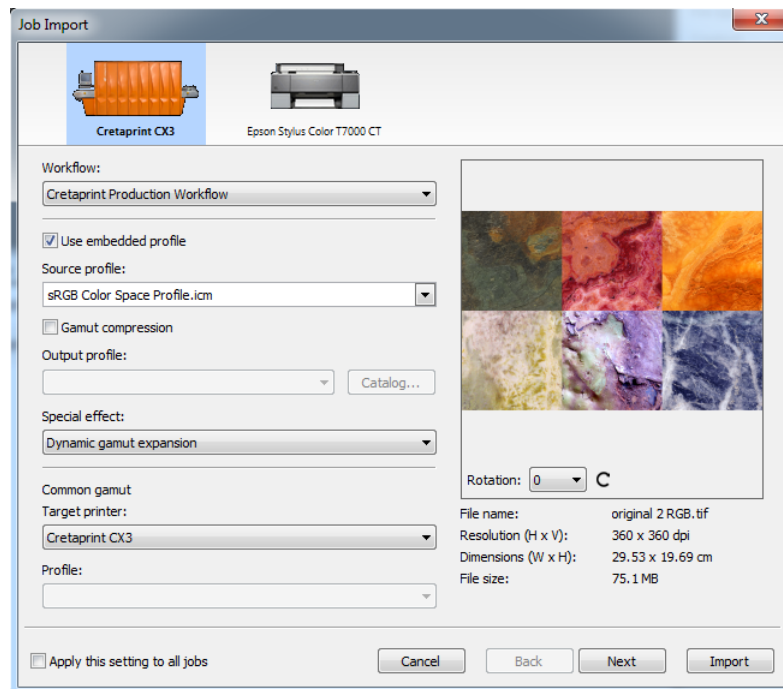 Job Import
Cretaprint CX3
Epson Stylus Color T7000 CT
Workflow:
Cretaprint Production Workflow
Use embedded profile
Source profile:
sRGB Color Space Profile.icm
Gamut compression
Output profile:
Catalog...
Special effect:
Dynamic gamut expansion
Common gamut
Target printer:
Cretaprint CX3
Profile:
Rotation: 0
File name: original 2 RGB.tif
Resolution (H x V): 360 x 360 dpi
Dimensions (W x H): 29.53 x 19.69 cm
File size: 75.1 MB
Apply this setting to all jobs
Cancel Back Next Import